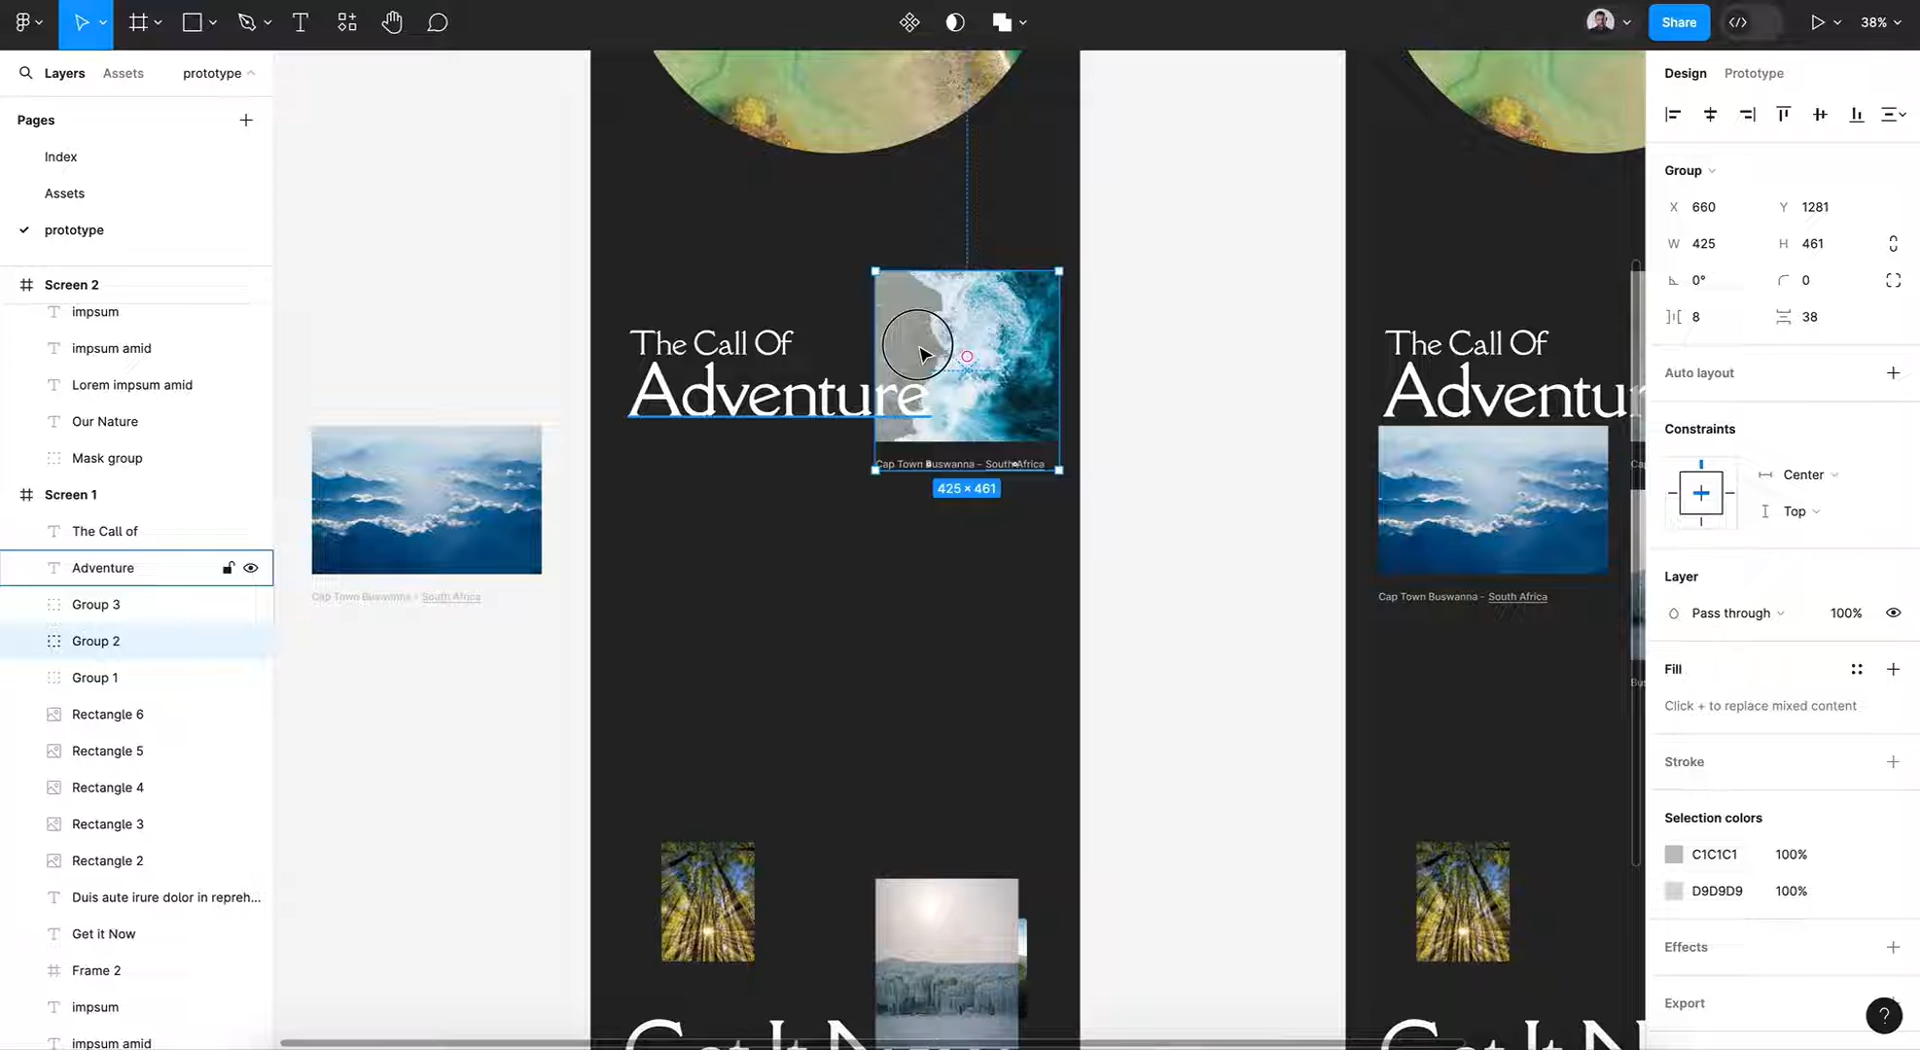 Share
38%
Layers
Assets
prototype
Pages
Index
Assets
prototype
Screen 2
impsum
impsum amid
Lorem impsum amid
Our Nature
Mask group
Screen 1
The Call of
Adventure
Group 3
Group 2
Group 1
Rectangle 6
Rectangle 5
Rectangle 4
Rectangle 3
Rectangle 2
Duis aute irure dolor in repreh...
Get it Now
Frame 2
impsum
impsum amid
Cap Town Buswanna - South Africa
The Call Of
Adventure
Cap Town Buswanna - South Africa
425 × 461
Get It Now
The Call Of
Adventur
Cap Town Buswanna - South Africa
Get It N
Design
Prototype
Group
X 660
Y 1281
W 425
H 461
0°
0
8
38
Auto layout
Constraints
Center
Top
Layer
Pass through
100%
Fill
Click + to replace mixed content
Stroke
Selection colors
C1C1C1 100%
D9D9D9 100%
Effects
Export
?